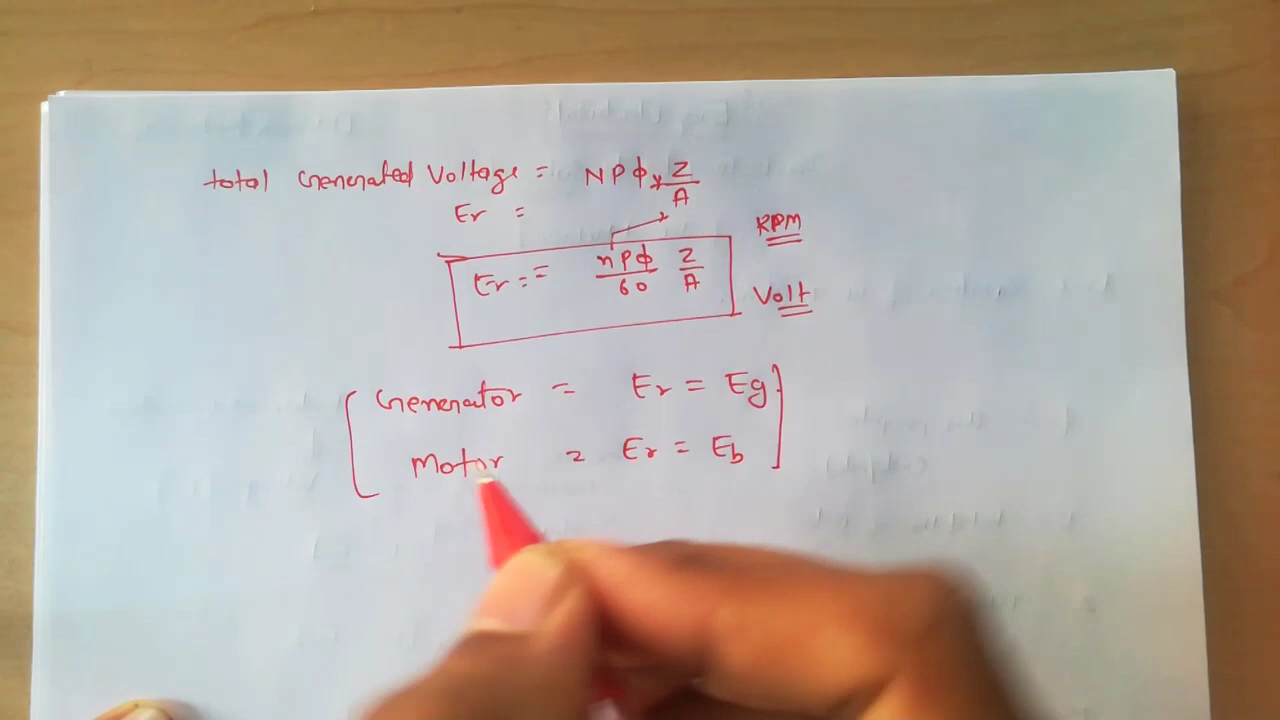 total Generated Voltage = NPΦ * Z/A
Er =
RPM
Er = = nPΦ/60 Z/A
Volt
Generator = Er = Eg
Motor = Er = Eb